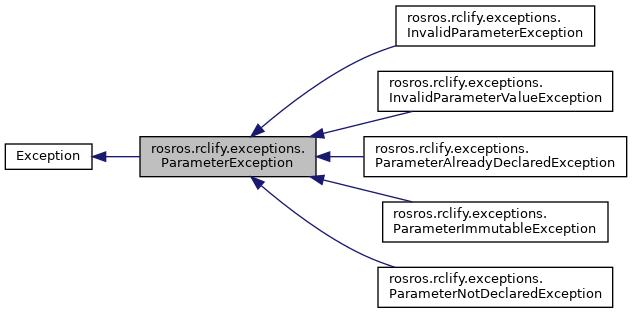 rosros.rclify.exceptions.
InvalidParameterException
rosros.rclify.exceptions.
InvalidParameterValueException
Exception
rosros.rclify.exceptions.
ParameterException
rosros.rclify.exceptions.
ParameterAlreadyDeclaredException
rosros.rclify.exceptions.
ParameterImmutableException
rosros.rclify.exceptions.
ParameterNotDeclaredException